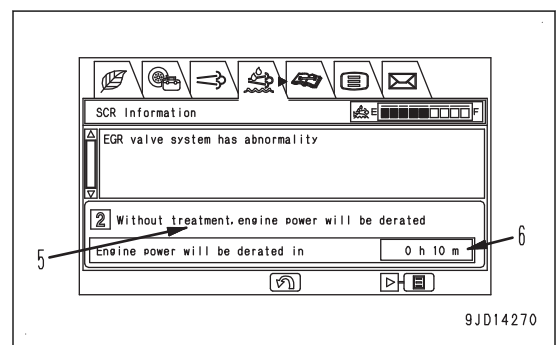 SCR Information
E F
EGR valve system has abnormality
2 Without treatment, engine power will be derated
Engine power will be derated in 0 h 10 m
5
6
9JD14270